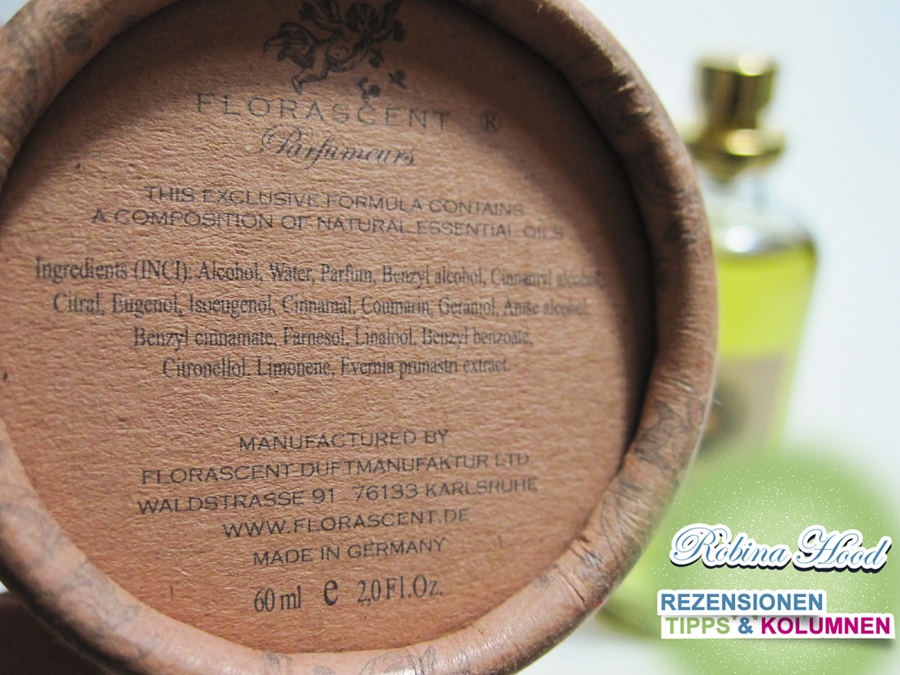 FLORASCENT ®
Parfumeurs
THIS EXCLUSIVE FORMULA CONTAINS
A COMPOSITION OF NATURAL ESSENTIAL OILS
Ingredients (INCI): Alcohol, Water, Parfum, Benzyl alcohol, Cinnamyl alcohol,
Citral, Eugenol, Isoeugenol, Cinnamal, Coumarin, Geraniol, Anise alcohol,
Benzyl cinnamate, Farnesol, Linalool, Benzyl benzoate,
Citronellol, Limonene, Evernia prunastri extract.
MANUFACTURED BY
FLORASCENT DUFTMANUFAKTUR LTD.
WALDSTRASSE 91 76133 KARLSRUHE
WWW.FLORASCENT.DE
MADE IN GERMANY
60 ml e 2,0 Fl.Oz.
Robina Hood
REZENSIONEN
TIPPS & KOLUMNEN